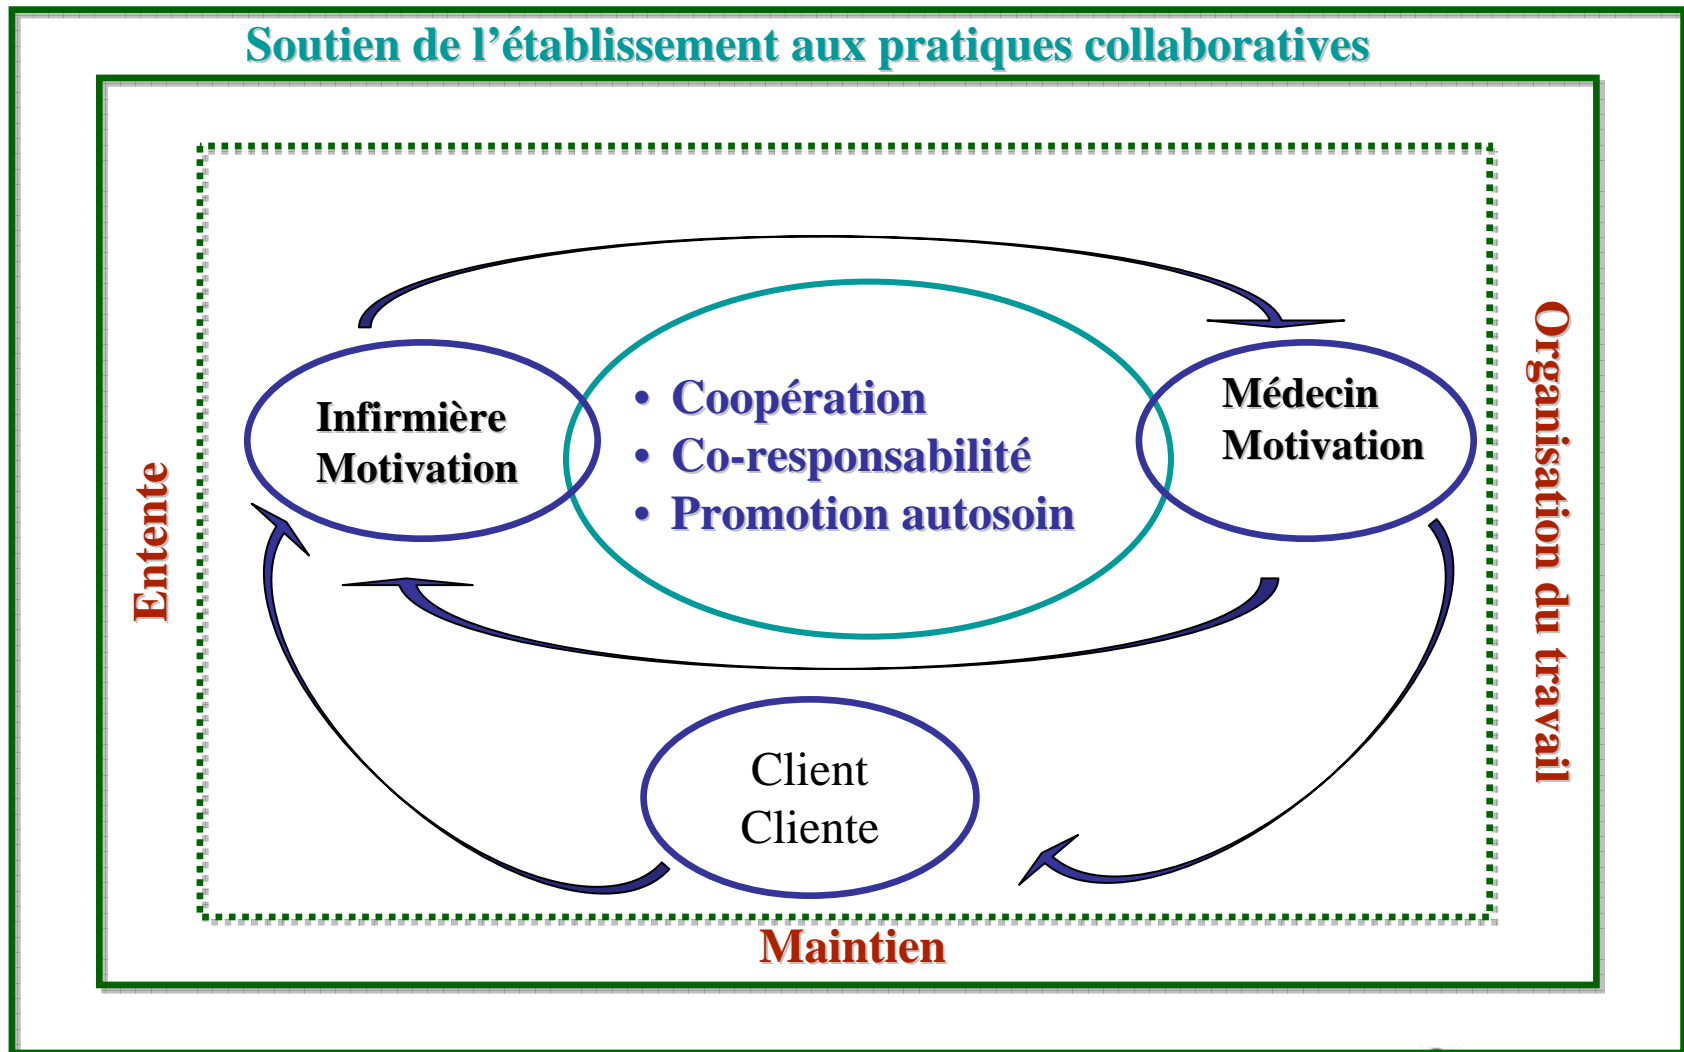 Soutien de l’établissement aux pratiques collaboratives
Entente
Infirmière
Motivation
• Coopération
• Co-responsabilité
• Promotion autosoin
Médecin
Motivation
Organisation du travail
Client
Cliente
Maintien